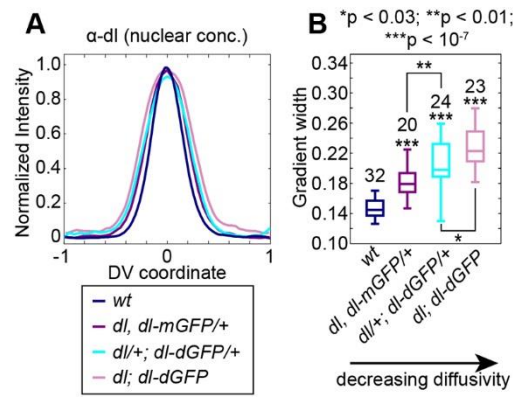 A
α-dl (nuclear conc.)
Normalized Intensity
1.0
0.8
0.6
0.4
0.2
0
-1 0 1
DV coordinate
wt
dl, dl-mGFP/+
dl/+; dl-dGFP/+
dl; dl-dGFP
B
*p < 0.03; **p < 0.01;
***p < 10-7
Gradient width
0.30
0.26
0.22
0.18
0.14
0.10
**
32
20
***
24
***
23
***
*
wt
dl, dl-mGFP/+
dl/+; dl-dGFP/+
dl; dl-dGFP
decreasing diffusivity